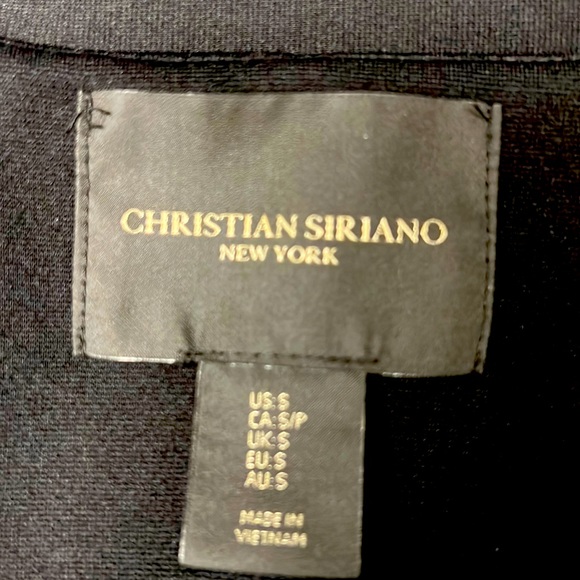 CHRISTIAN SIRIANO
NEW YORK
US:S
CA:S/P
UK:S
EU:S
AU:S
MADE IN
VIETNAM